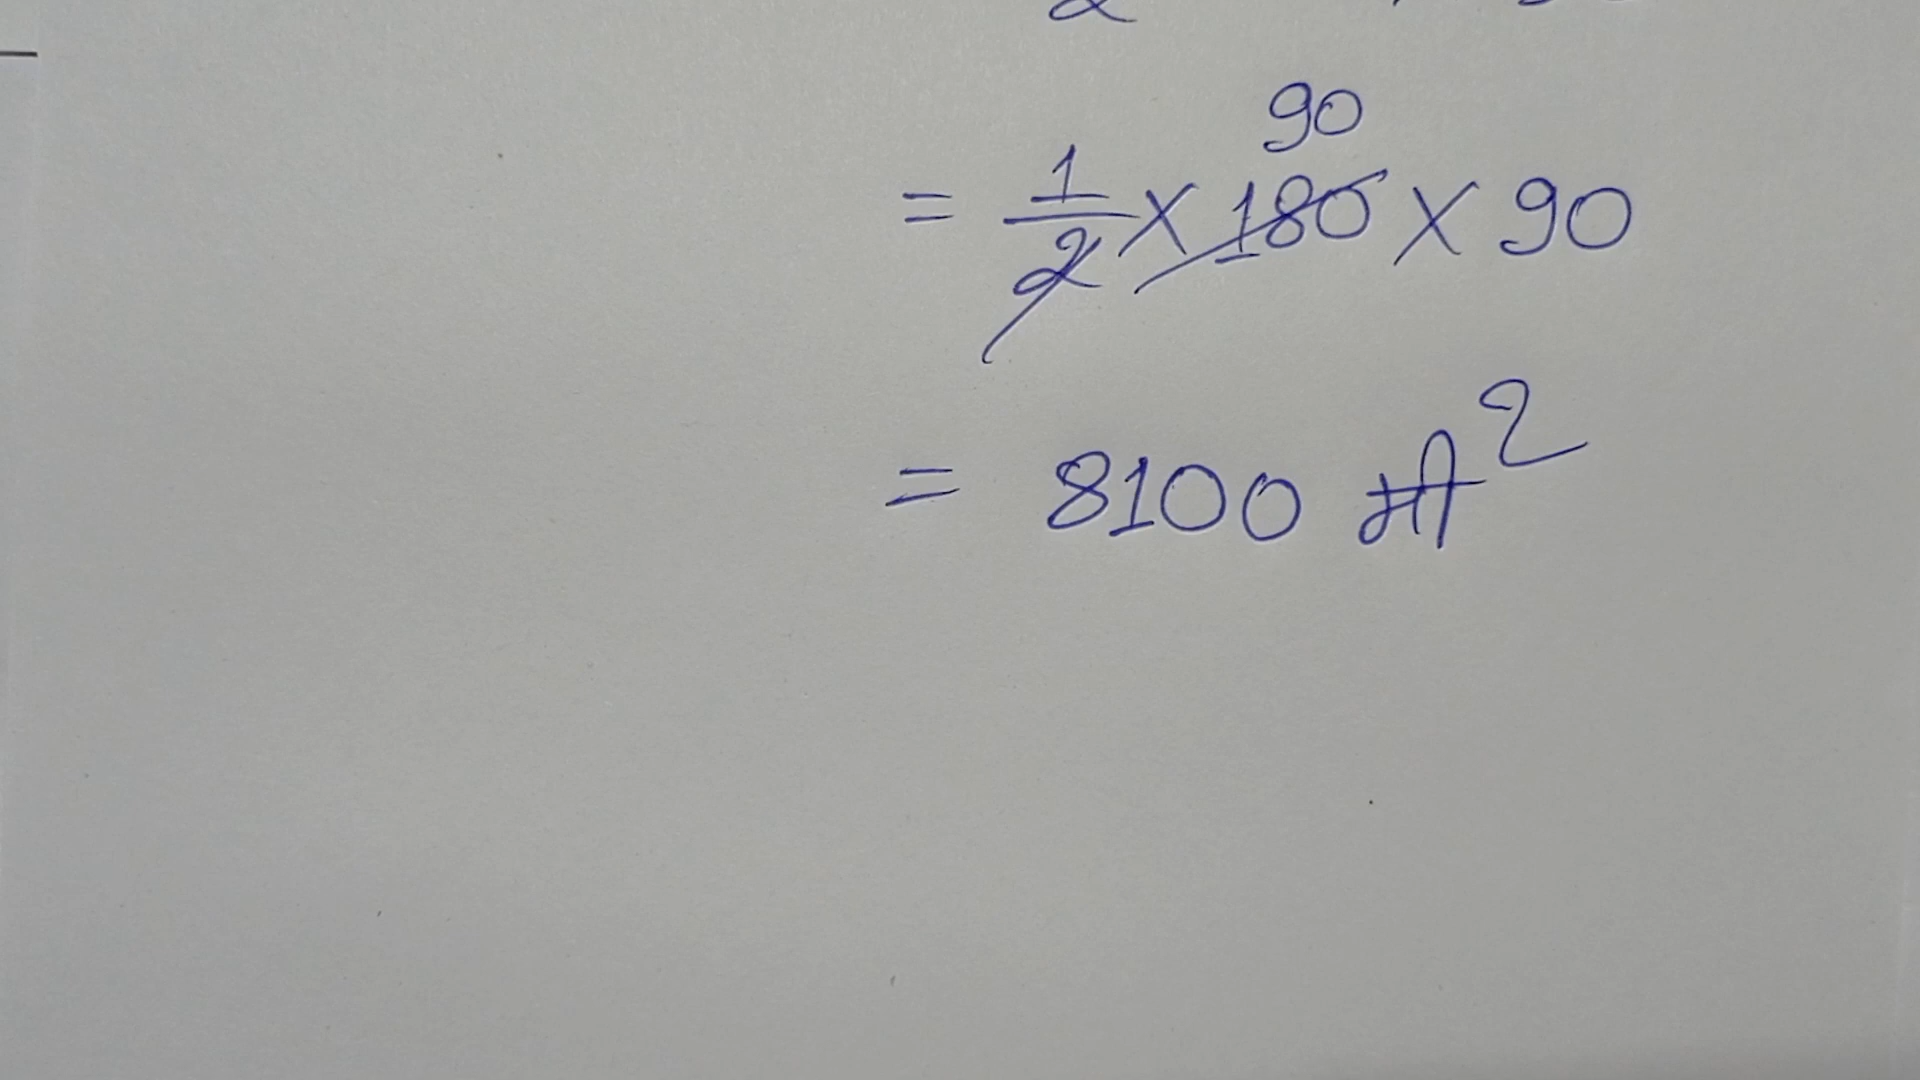 90
= 1/2 x 180 x 90
= 8100 मी²